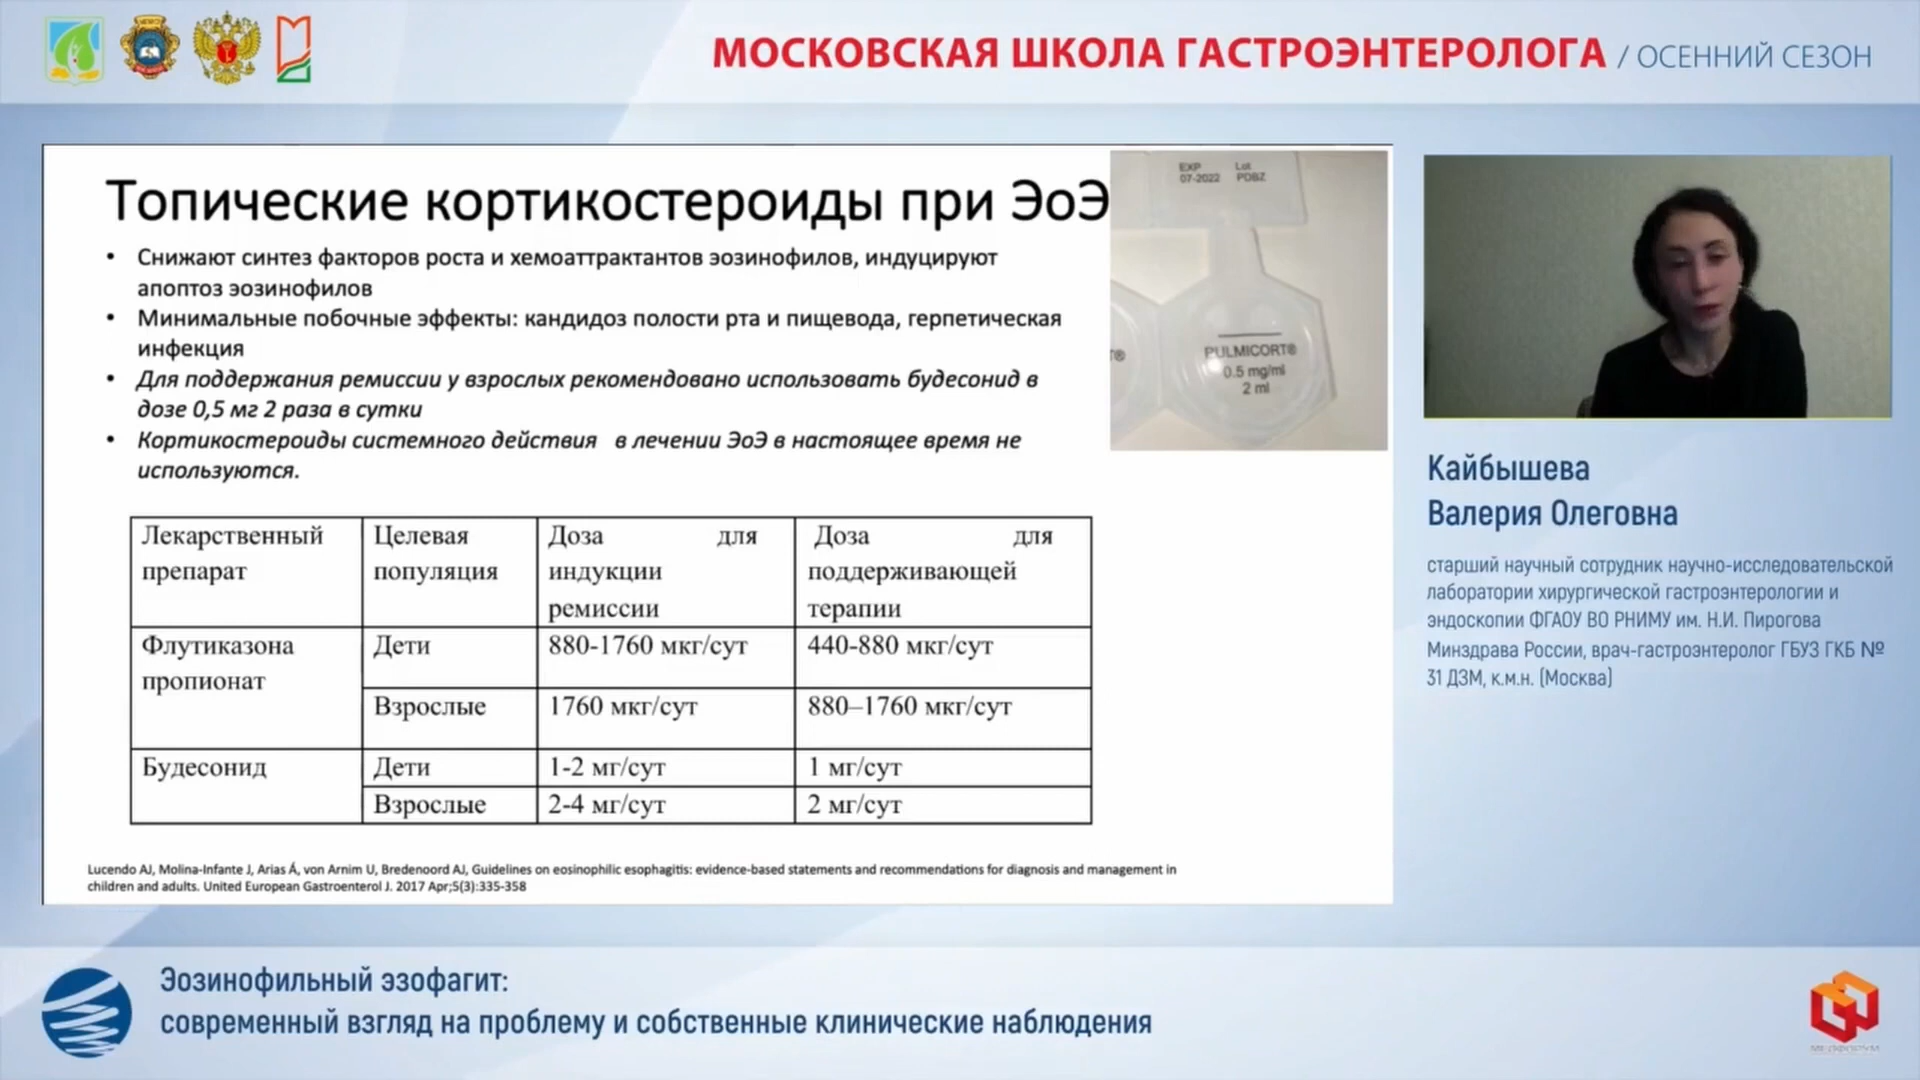 МОСКОВСКАЯ ШКОЛА ГАСТРОЭНТЕРОЛОГА / ОСЕННИЙ СЕЗОН
Топические кортикостероиды при ЭоЭ
• Снижают синтез факторов роста и хемоаттрактантов эозинофилов, индуцируют
апоптоз эозинофилов
• Минимальные побочные эффекты: кандидоз полости рта и пищевода, герпетическая
инфекция
• Для поддержания ремиссии у взрослых рекомендовано использовать будесонид в
дозе 0,5 мг 2 раза в сутки
• Кортикостероиды системного действия в лечении ЭоЭ в настоящее время не
используются.
EXP Lot
07-2022 PDBZ
PULMICORT®
0.5 mg/ml
2 ml
Лекарственный препарат Целевая популяция Доза для индукции ремиссии Доза для поддерживающей терапии
Флутиказона пропионат Дети 880-1760 мкг/сут 440-880 мкг/сут
Взрослые 1760 мкг/сут 880–1760 мкг/сут
Будесонид Дети 1-2 мг/сут 1 мг/сут
Взрослые 2-4 мг/сут 2 мг/сут
Lucendo AJ, Molina-Infante J, Arias Á, von Arnim U, Bredenoord AJ, Guidelines on eosinophilic esophagitis: evidence-based statements and recommendations for diagnosis and management in
children and adults. United European Gastroenterol J. 2017 Apr;5(3):335-358
Кайбышева
Валерия Олеговна
старший научный сотрудник научно-исследовательской
лаборатории хирургической гастроэнтерологии и
эндоскопии ФГАОУ ВО РНИМУ им. Н.И. Пирогова
Минздрава России, врач-гастроэнтеролог ГБУЗ ГКБ №
31 ДЗМ, к.м.н. (Москва)
Эозинофильный эзофагит:
современный взгляд на проблему и собственные клинические наблюдения